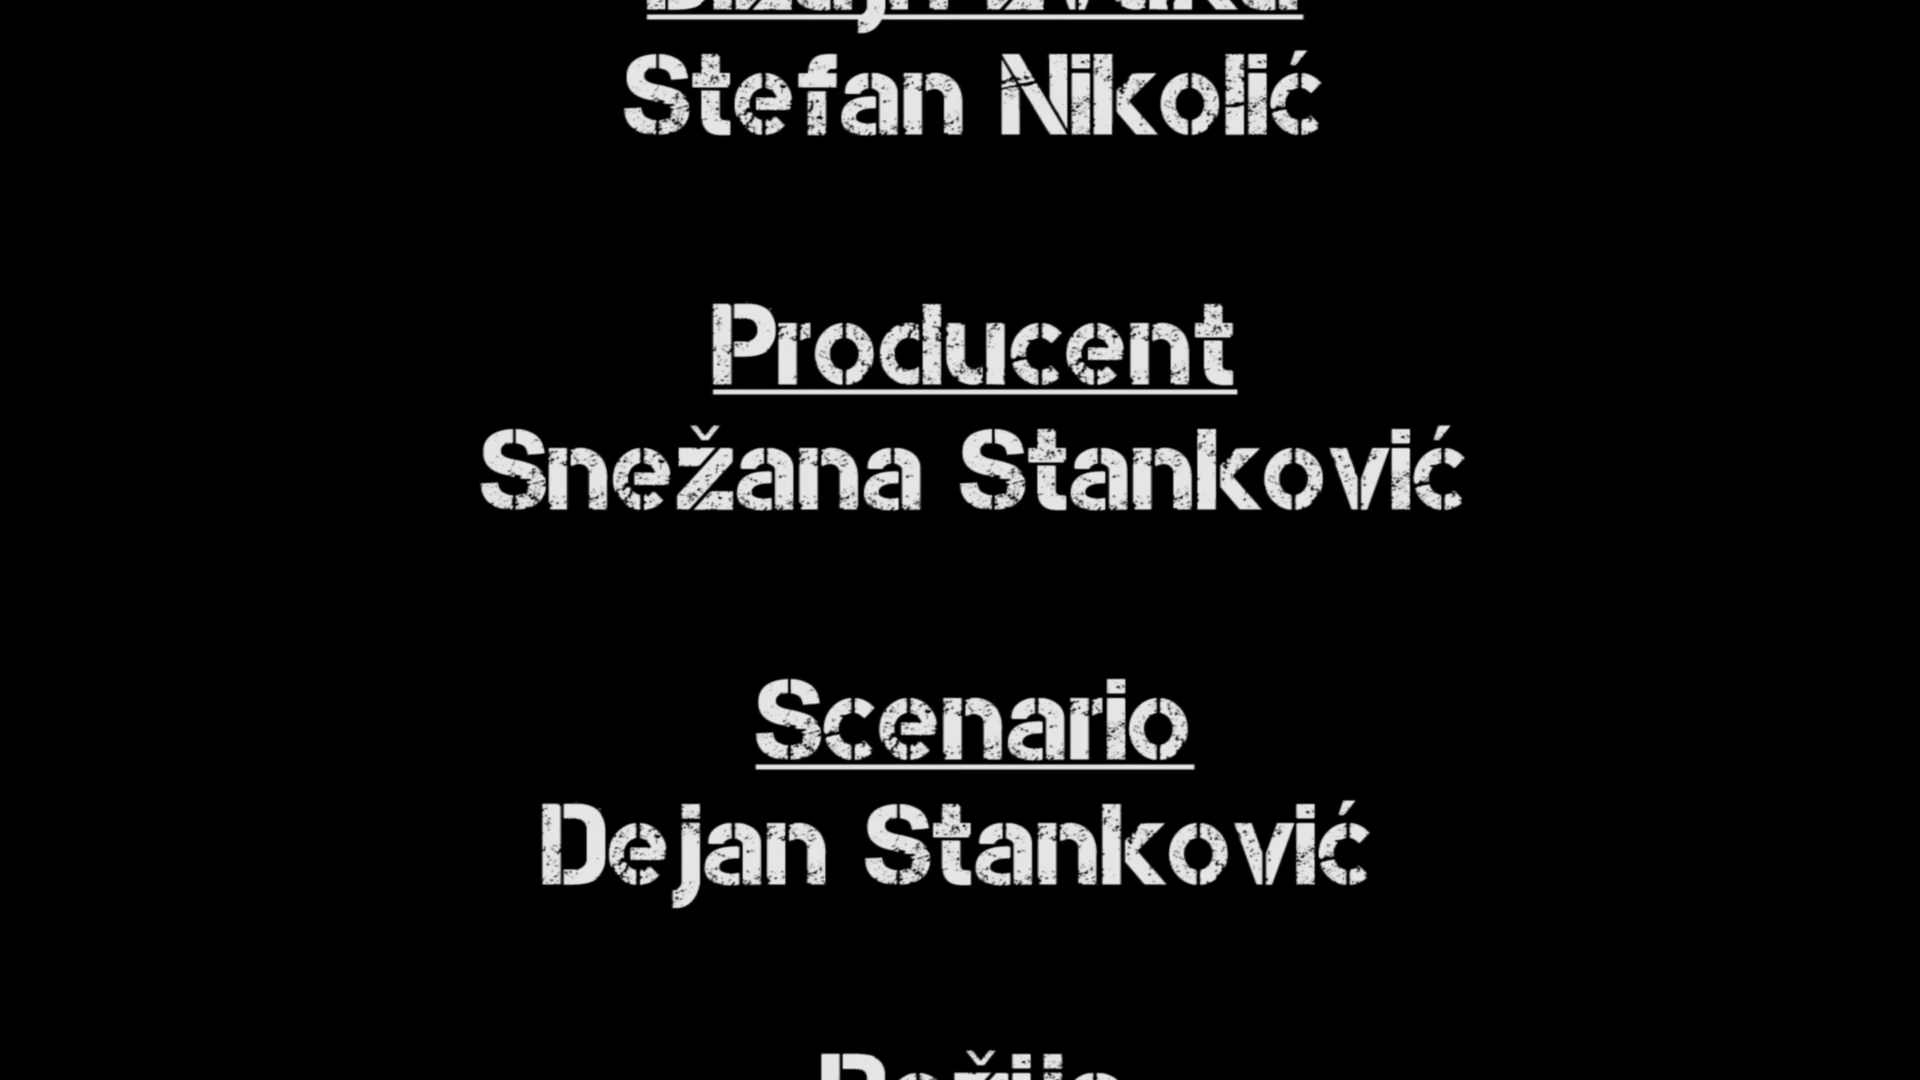 Stefan Nikolić
Producent
Snežana Stanković
Scenario
Dejan Stanković